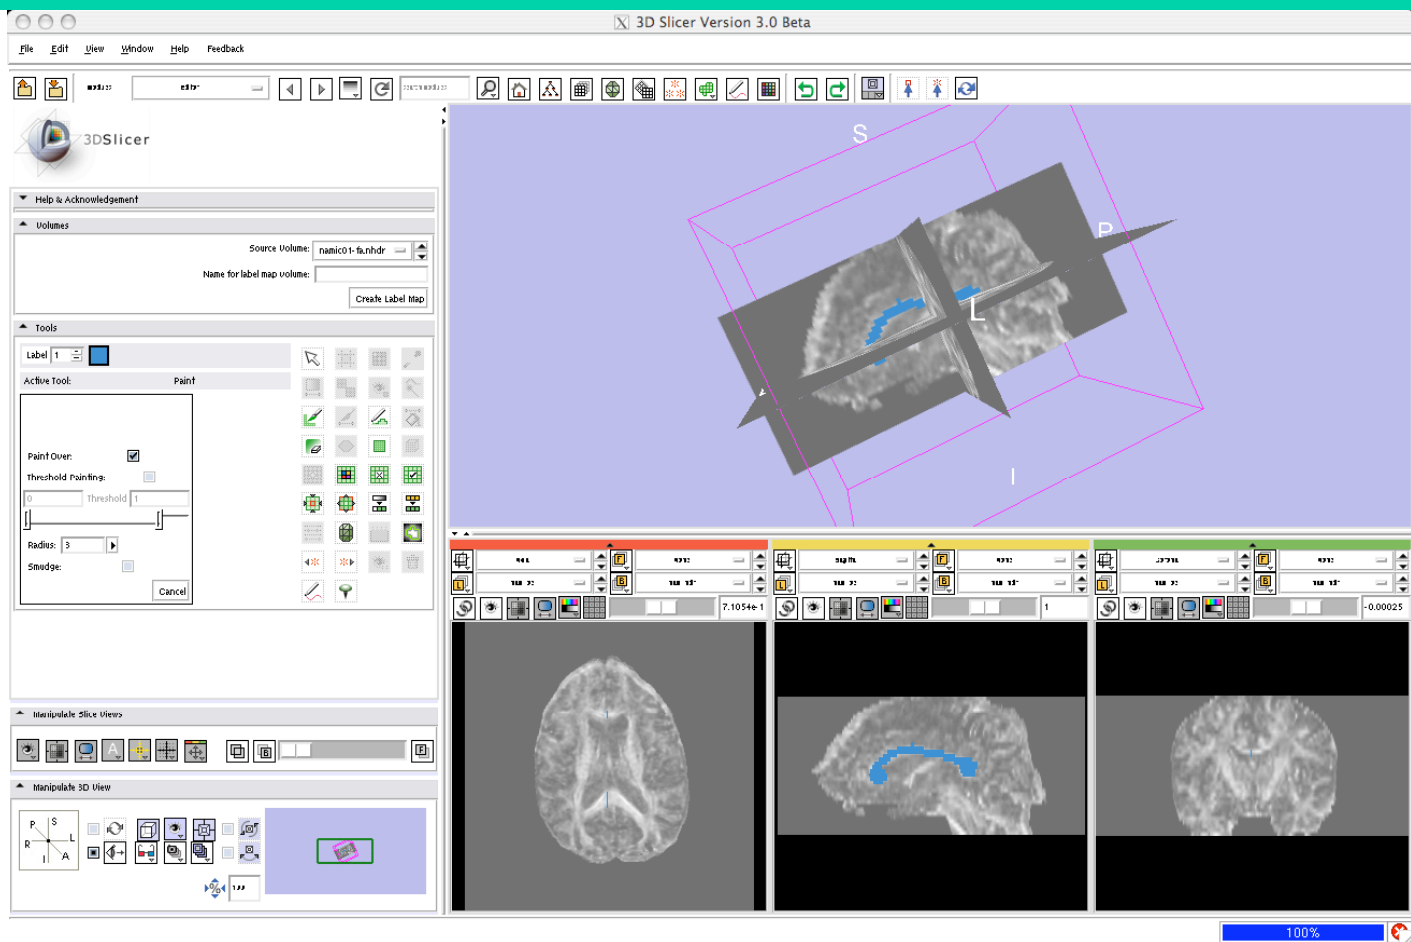 3D Slicer Version 3.0 Beta
File Edit View Window Help Feedback
3DSlicer
Help & Acknowledgement
Volumes
Source Volume: namic01-fa.nhdr
Name for label map volume:
Create Label Map
Tools
Label 1
Active Tool: Paint
Paint Over:
Threshold Painting:
0 Threshold 1
Radius: 3
Smudge:
Cancel
Manipulate Slice Views
A
B F
Manipulate 3D View
P S
R L
I A
%
S
P
L
I
F
L B
7.1054e-1
F
L B
1
F
L B
-0.00025
100%